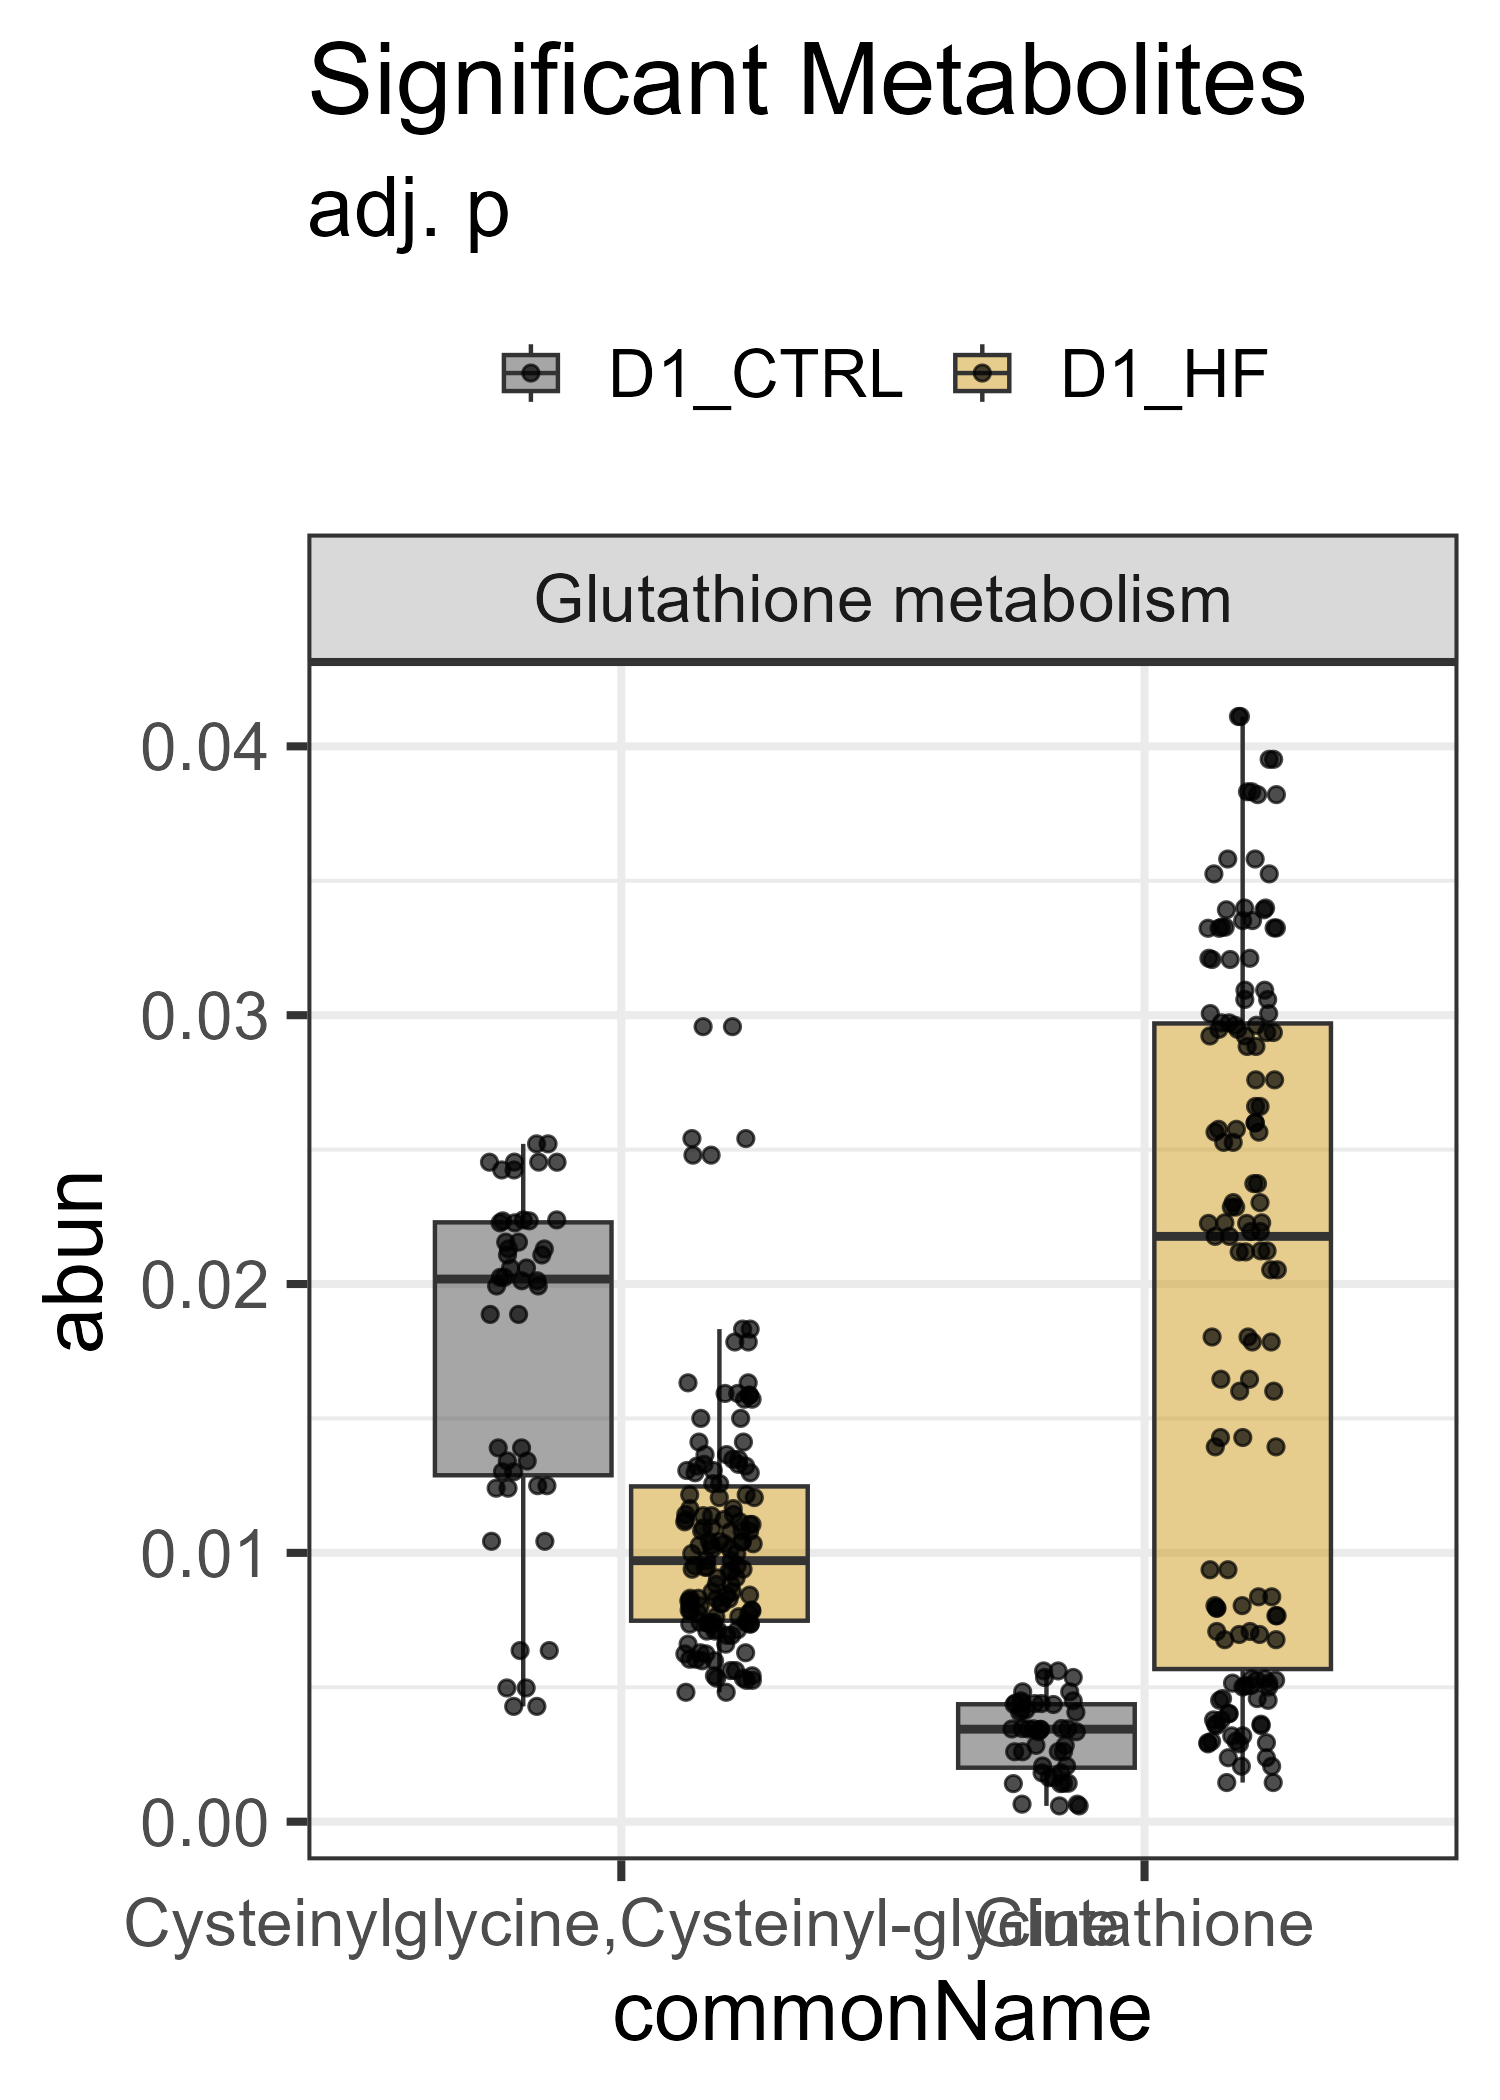 Significant Metabolites
adj. p
D1_CTRL D1_HF
Glutathione metabolism
0.04
0.03
0.02
0.01
0.00
abun
Cysteinylglycine,Cysteinyl-glycine Glutathione
commonName